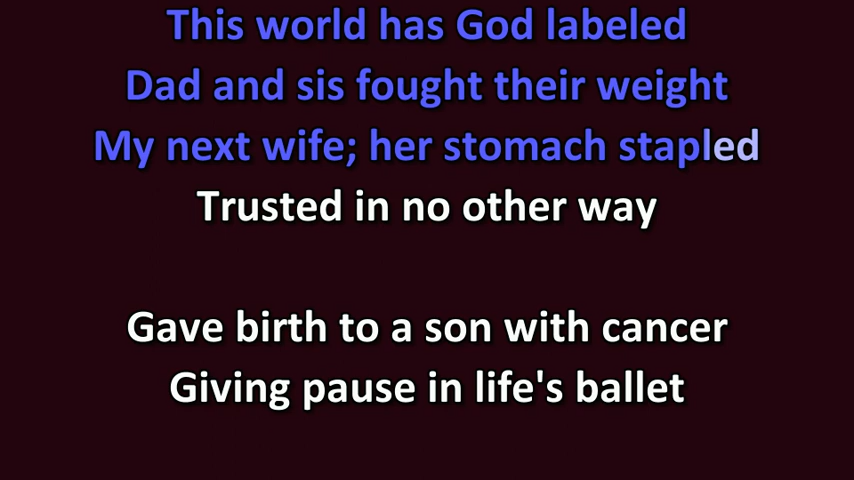 This world has God labeled
Dad and sis fought their weight
My next wife; her stomach stapled
Trusted in no other way
Gave birth to a son with cancer
Giving pause in life's ballet